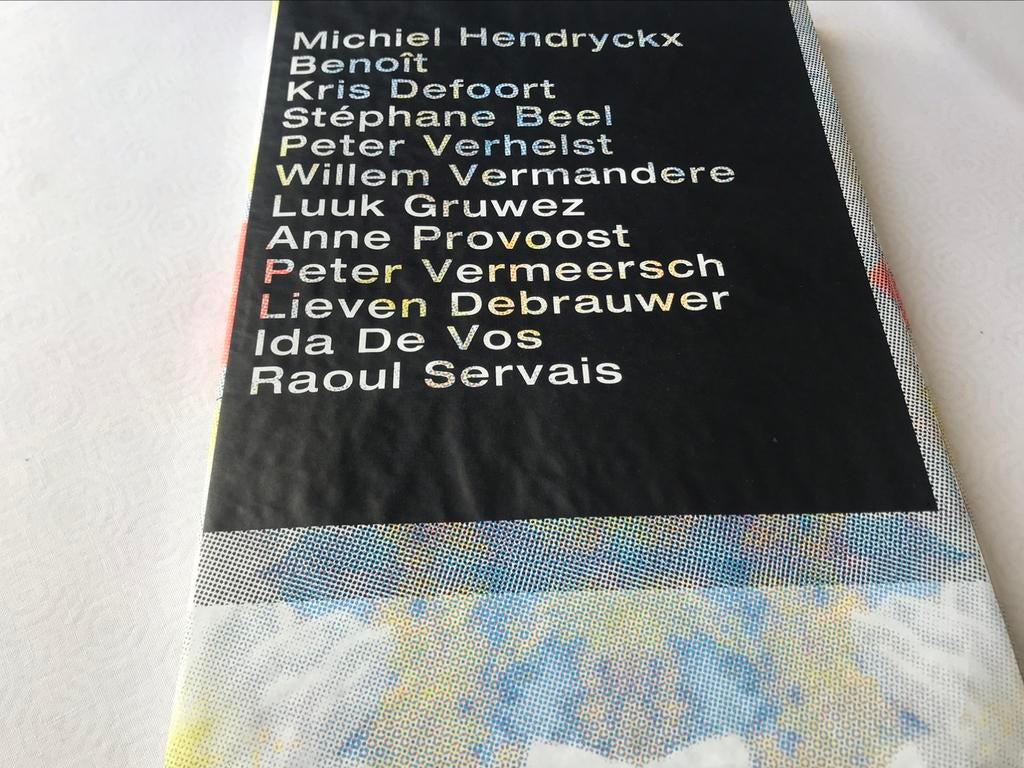 Michiel Hendryckx
Benoît
Kris Defoort
Stéphane Beel
Peter Verhelst
Willem Vermandere
Luuk Gruwez
Anne Provoost
Peter Vermeersch
Lieven Debrauwer
Ida De Vos
Raoul Servais